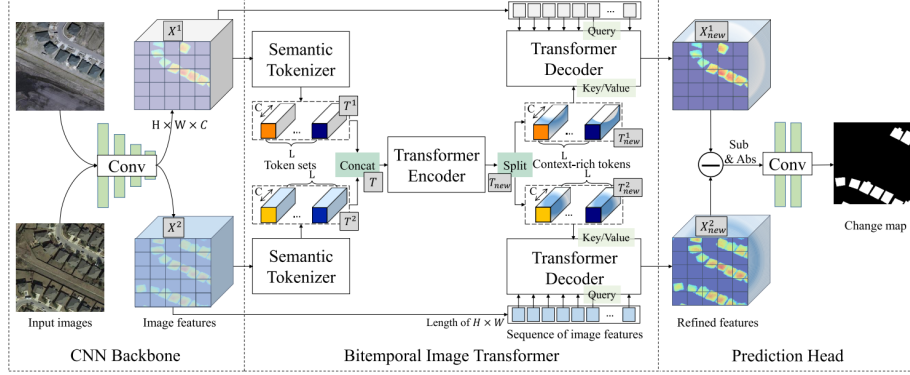 X¹
Semantic
Tokenizer
Query
Transformer
Decoder
Key/Value
X¹new
H × W × C
C
T¹
...
L
Token sets
C
T¹new
...
L
Context-rich tokens
Conv
Concat
T
Transformer
Encoder
Split
Tnew
Sub
& Abs
Conv
L
C
T²
...
L
C
T²new
...
Change map
X²
Semantic
Tokenizer
Key/Value
Transformer
Decoder
Query
X²new
...
Input images
Image features
Length of H × W
Sequence of image features
Refined features
CNN Backbone
Bitemporal Image Transformer
Prediction Head